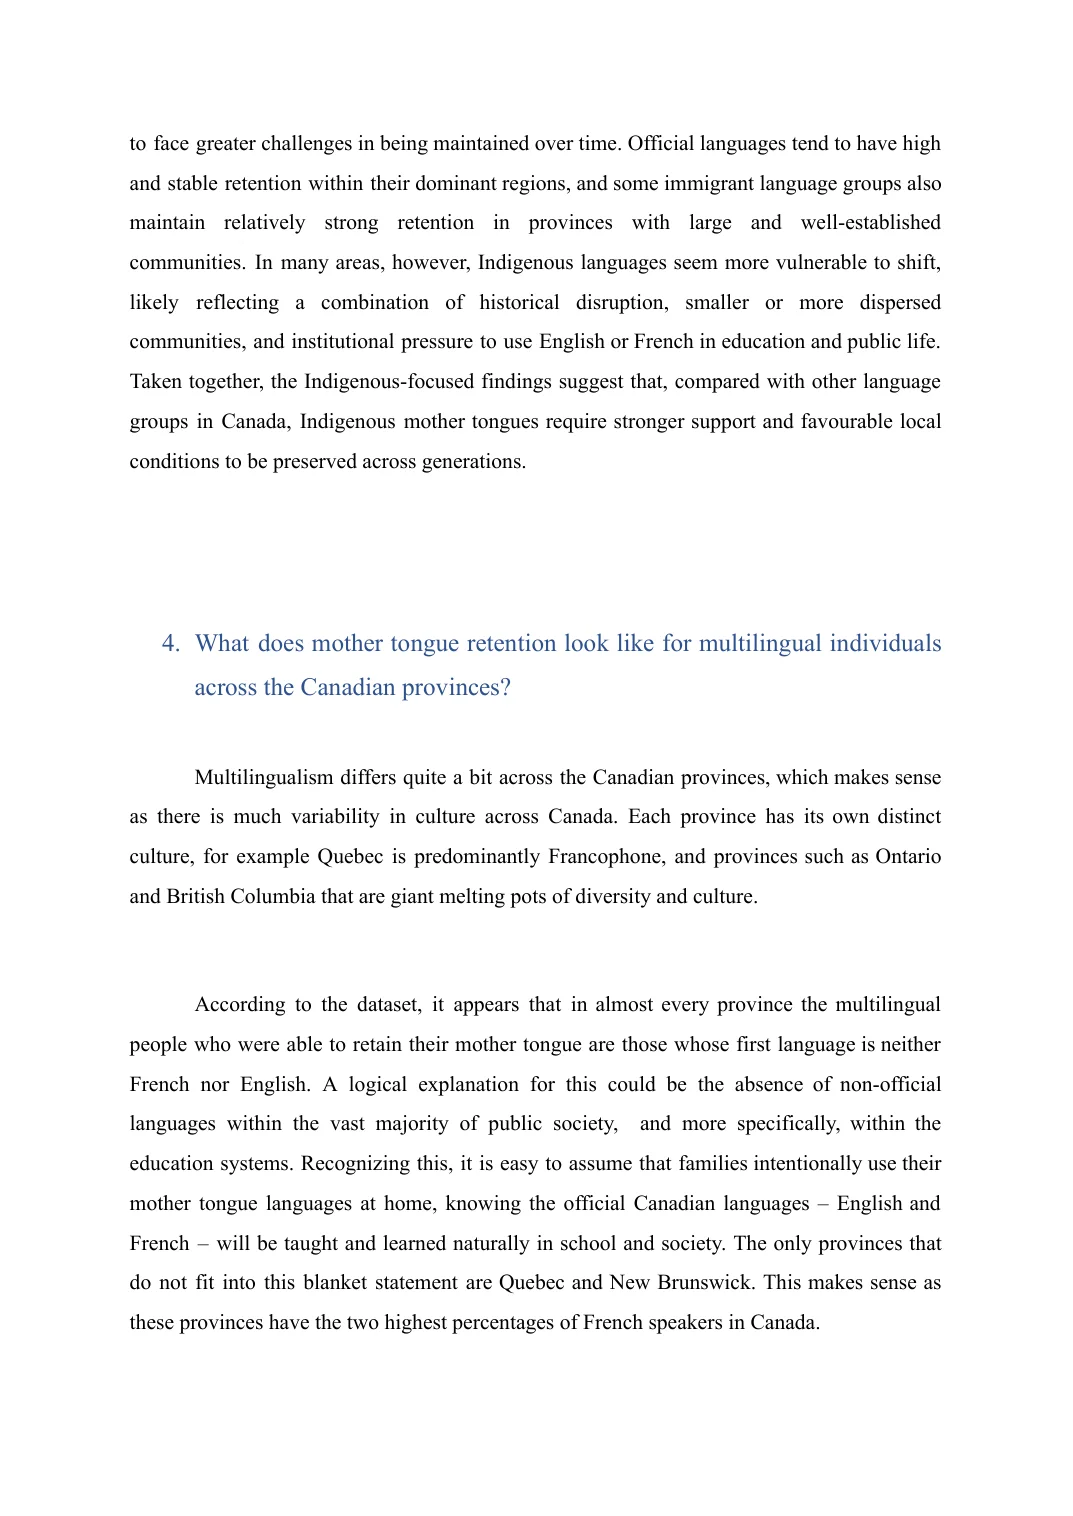 to face greater challenges in being maintained over time. Official languages tend to have high
and stable retention within their dominant regions, and some immigrant language groups also
maintain relatively strong retention in provinces with large and well-established
communities. In many areas, however, Indigenous languages seem more vulnerable to shift,
likely reflecting a combination of historical disruption, smaller or more dispersed
communities, and institutional pressure to use English or French in education and public life.
Taken together, the Indigenous-focused findings suggest that, compared with other language
groups in Canada, Indigenous mother tongues require stronger support and favourable local
conditions to be preserved across generations.
4. What does mother tongue retention look like for multilingual individuals
across the Canadian provinces?
Multilingualism differs quite a bit across the Canadian provinces, which makes sense
as there is much variability in culture across Canada. Each province has its own distinct
culture, for example Quebec is predominantly Francophone, and provinces such as Ontario
and British Columbia that are giant melting pots of diversity and culture.
According to the dataset, it appears that in almost every province the multilingual
people who were able to retain their mother tongue are those whose first language is neither
French nor English. A logical explanation for this could be the absence of non-official
languages within the vast majority of public society, and more specifically, within the
education systems. Recognizing this, it is easy to assume that families intentionally use their
mother tongue languages at home, knowing the official Canadian languages – English and
French – will be taught and learned naturally in school and society. The only provinces that
do not fit into this blanket statement are Quebec and New Brunswick. This makes sense as
these provinces have the two highest percentages of French speakers in Canada.